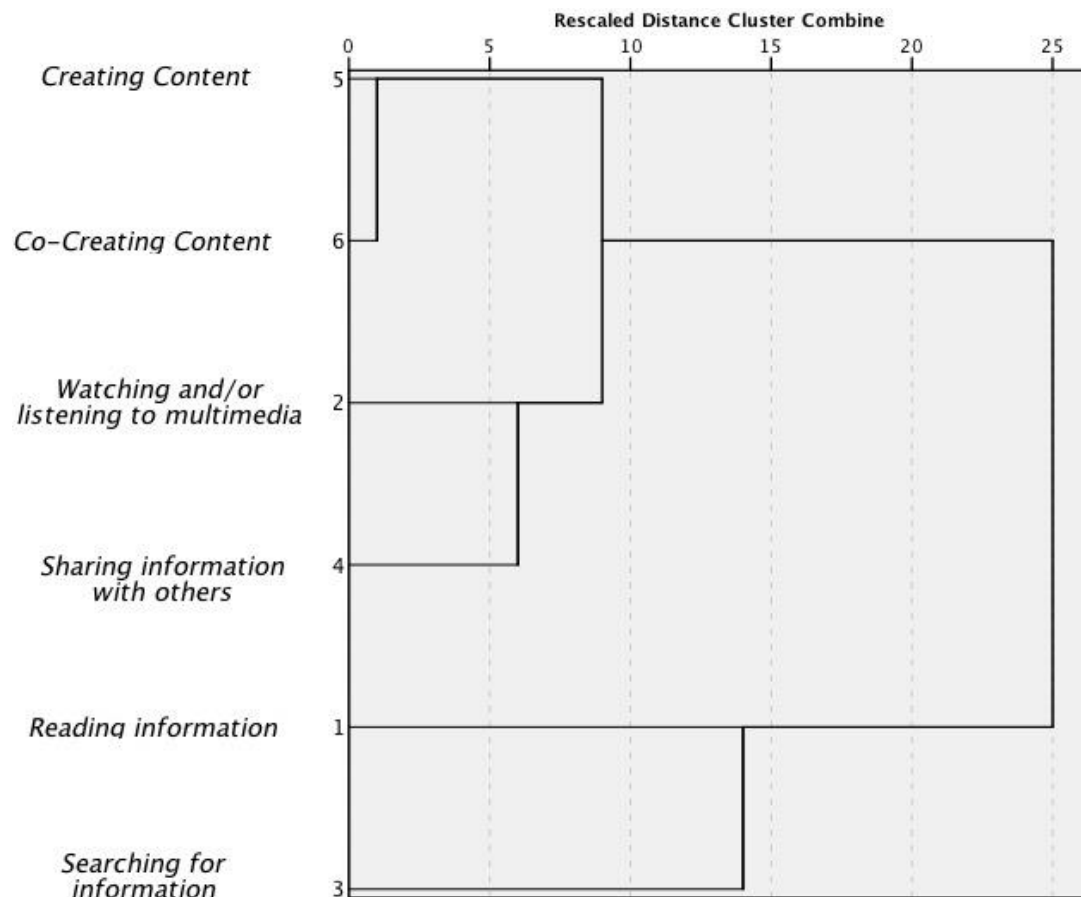 Rescaled Distance Cluster Combine
0 5 10 15 20 25
Creating Content 5
Co-Creating Content 6
Watching and/or
listening to multimedia 2
Sharing information 4
with others
Reading information 1
Searching for
information 3